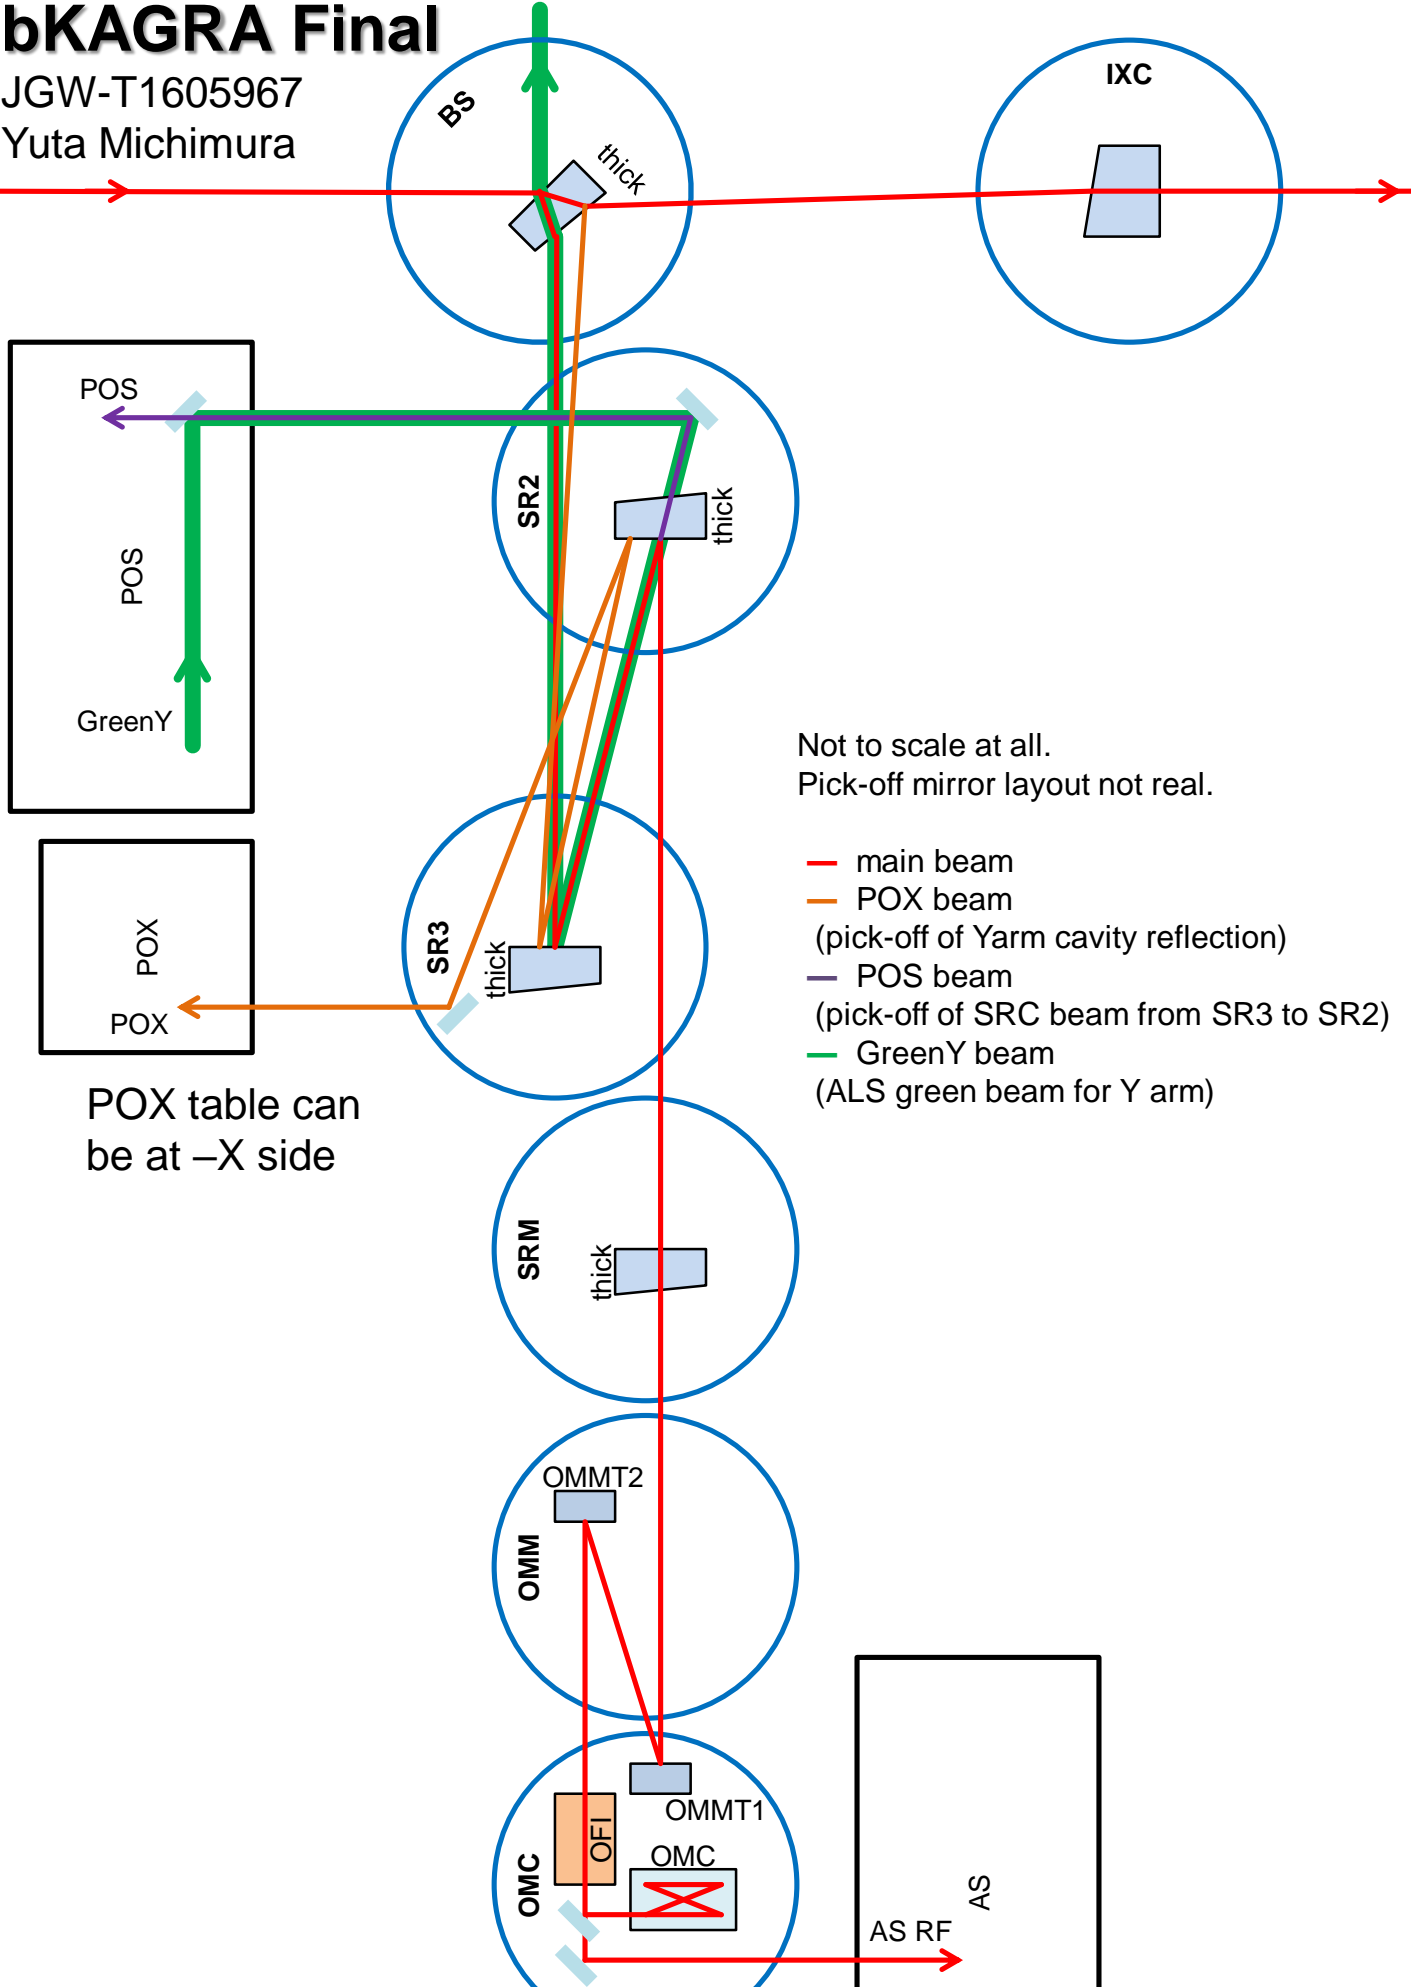 bKAGRA Final
JGW-T1605967
Yuta Michimura
BS
thick
IXC
POS
SR2
thick
POS
GreenY
Not to scale at all.
Pick-off mirror layout not real.
main beam
POX beam
(pick-off of Yarm cavity reflection)
POS beam
(pick-off of SRC beam from SR3 to SR2)
GreenY beam
(ALS green beam for Y arm)
SR3
thick
POX
POX
POX table can
be at –X side
SRM
thick
OMMT2
OMM
OMMT1
OFI
OMC
OMC
AS
AS RF